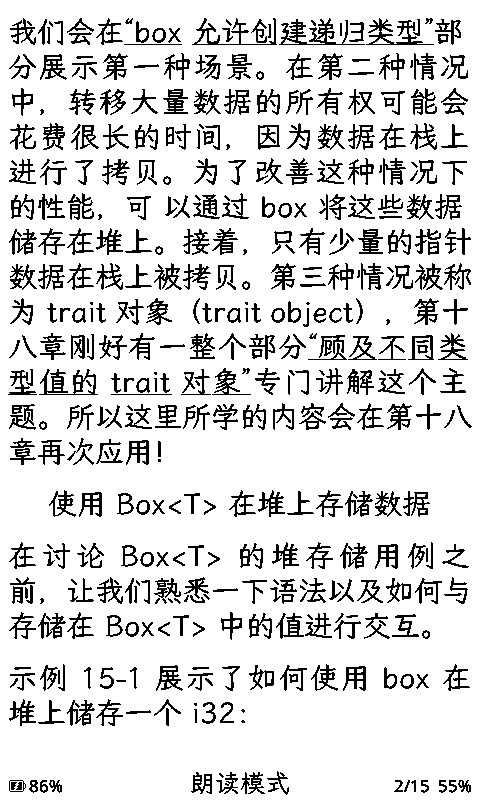 我们会在“box 允许创建递归类型”部
分展示第一种场景。在第二种情况
中，转移大量数据的所有权可能会
花费很长的时间，因为数据在栈上
进行了拷贝。为了改善这种情况下
的性能，可 以通过 box 将这些数据
储存在堆上。接着，只有少量的指针
数据在栈上被拷贝。第三种情况被称
为 trait 对象（trait object），第十
八章刚好有一整个部分“顾及不同类
型值的 trait 对象”专门讲解这个主
题。所以这里所学的内容会在第十八
章再次应用！
使用 Box<T> 在堆上存储数据
在讨论 Box<T> 的堆存储用例之
前，让我们熟悉一下语法以及如何与
存储在 Box<T> 中的值进行交互。
示例 15-1 展示了如何使用 box 在
堆上储存一个 i32：
86% 朗读模式 2/15 55%